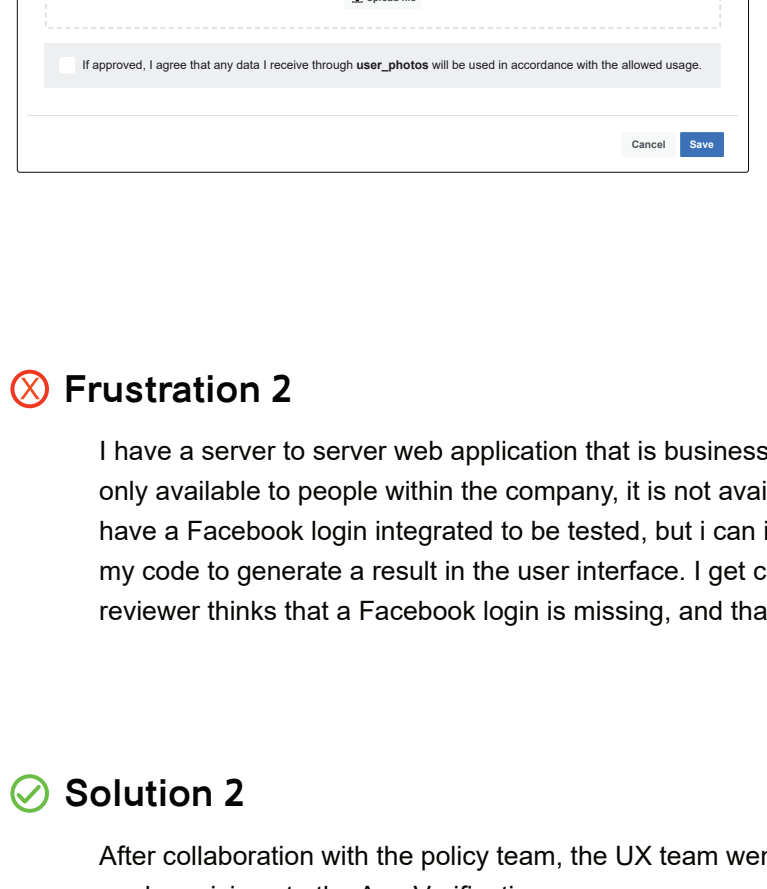 If approved, I agree that any data I receive through user_photos will be used in accordance with the allowed usage.
Cancel Save
Frustration 2
I have a server to server web application that is business
only available to people within the company, it is not avai
have a Facebook login integrated to be tested, but i can i
my code to generate a result in the user interface. I get c
reviewer thinks that a Facebook login is missing, and tha
Solution 2
After collaboration with the policy team, the UX team wer